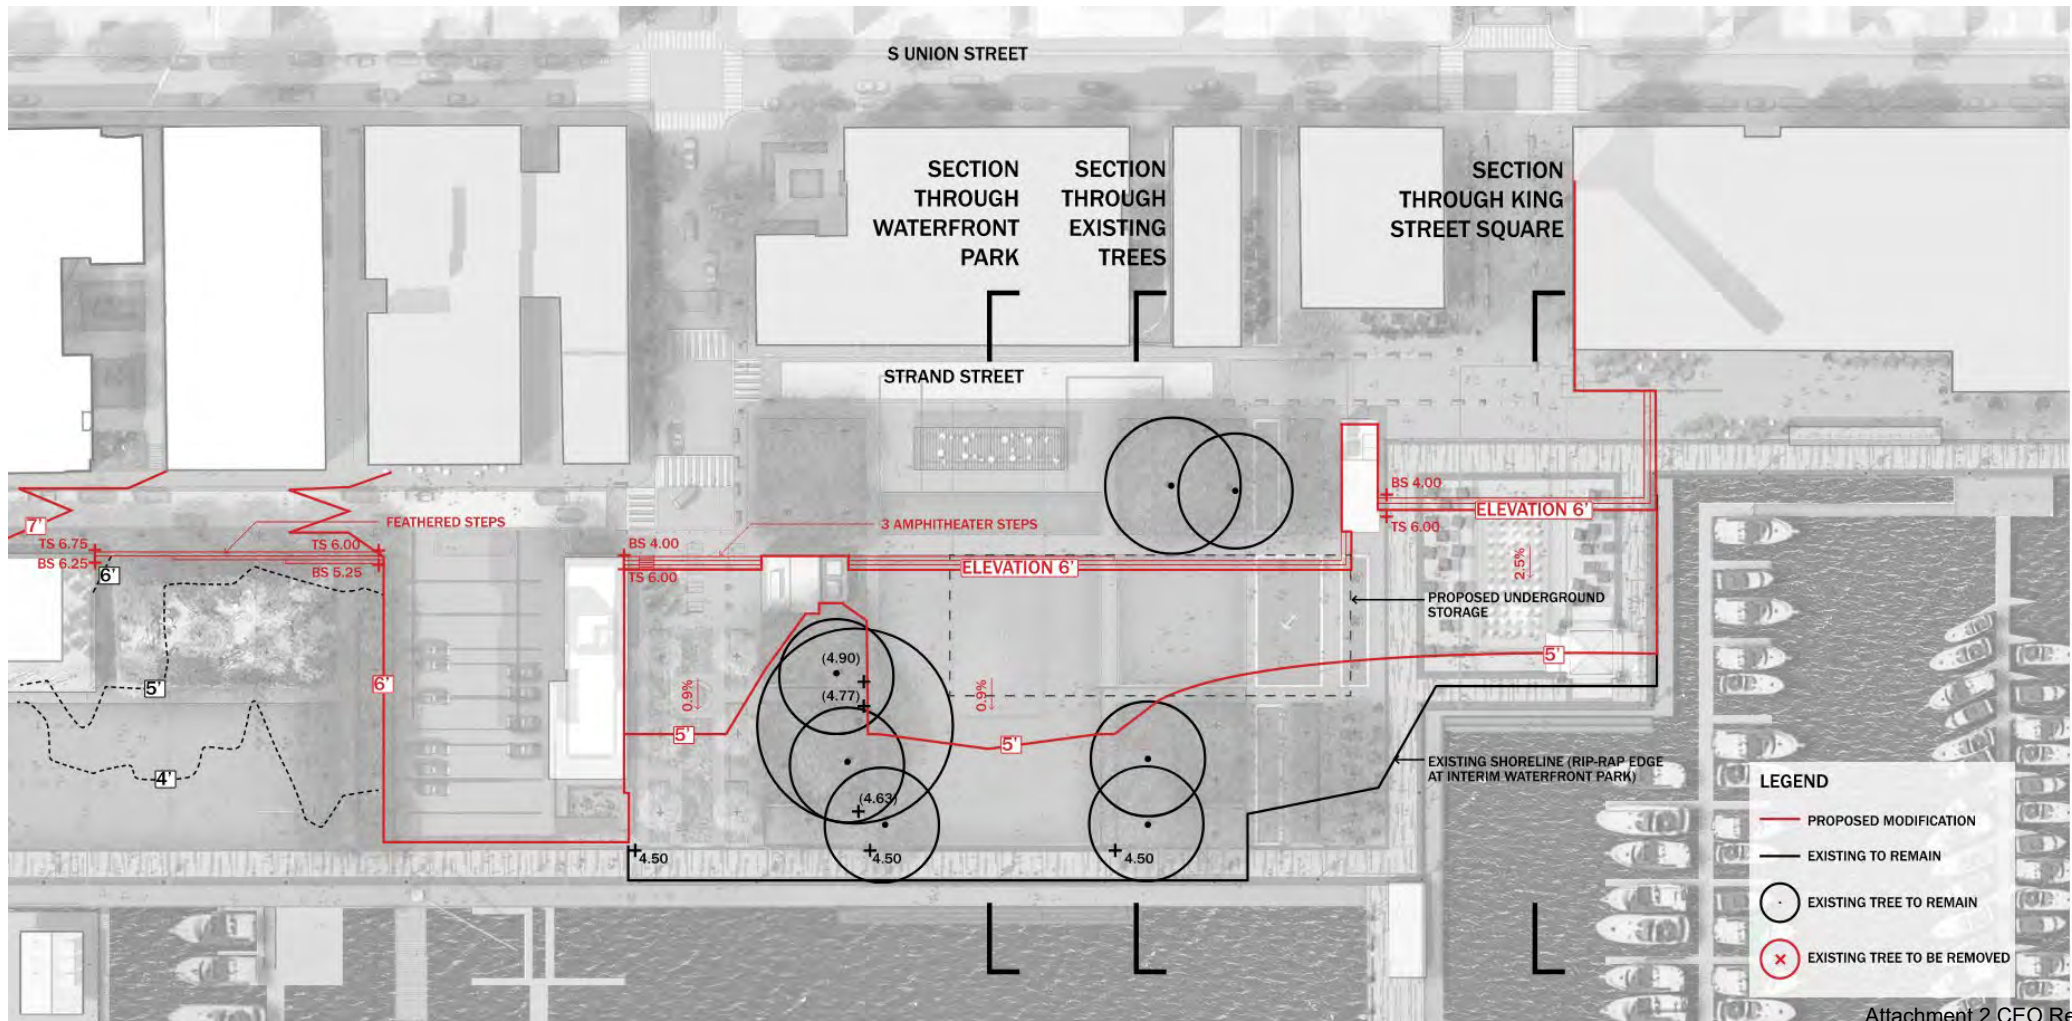 S UNION STREET
SECTION
THROUGH
WATERFRONT
PARK
SECTION
THROUGH
EXISTING
TREES
SECTION
THROUGH KING
STREET SQUARE
STRAND STREET
7'
FEATHERED STEPS
TS 6.75
BS 6.25
TS 6.00
BS 5.25
6'
5'
4'
6'
3 AMPHITHEATER STEPS
BS 4.00
TS 6.00
ELEVATION 6'
BS 4.00
TS 6.00
ELEVATION 6'
2.5%
PROPOSED UNDERGROUND
STORAGE
5'
(4.90)
(4.77)
(4.63)
0.9%
0.9%
5'
5'
EXISTING SHORELINE (RIP-RAP EDGE
AT INTERIM WATERFRONT PARK)
4.50
4.50
4.50
LEGEND
PROPOSED MODIFICATION
EXISTING TO REMAIN
EXISTING TREE TO REMAIN
EXISTING TREE TO BE REMOVED
Attachment 2 CEQ Re